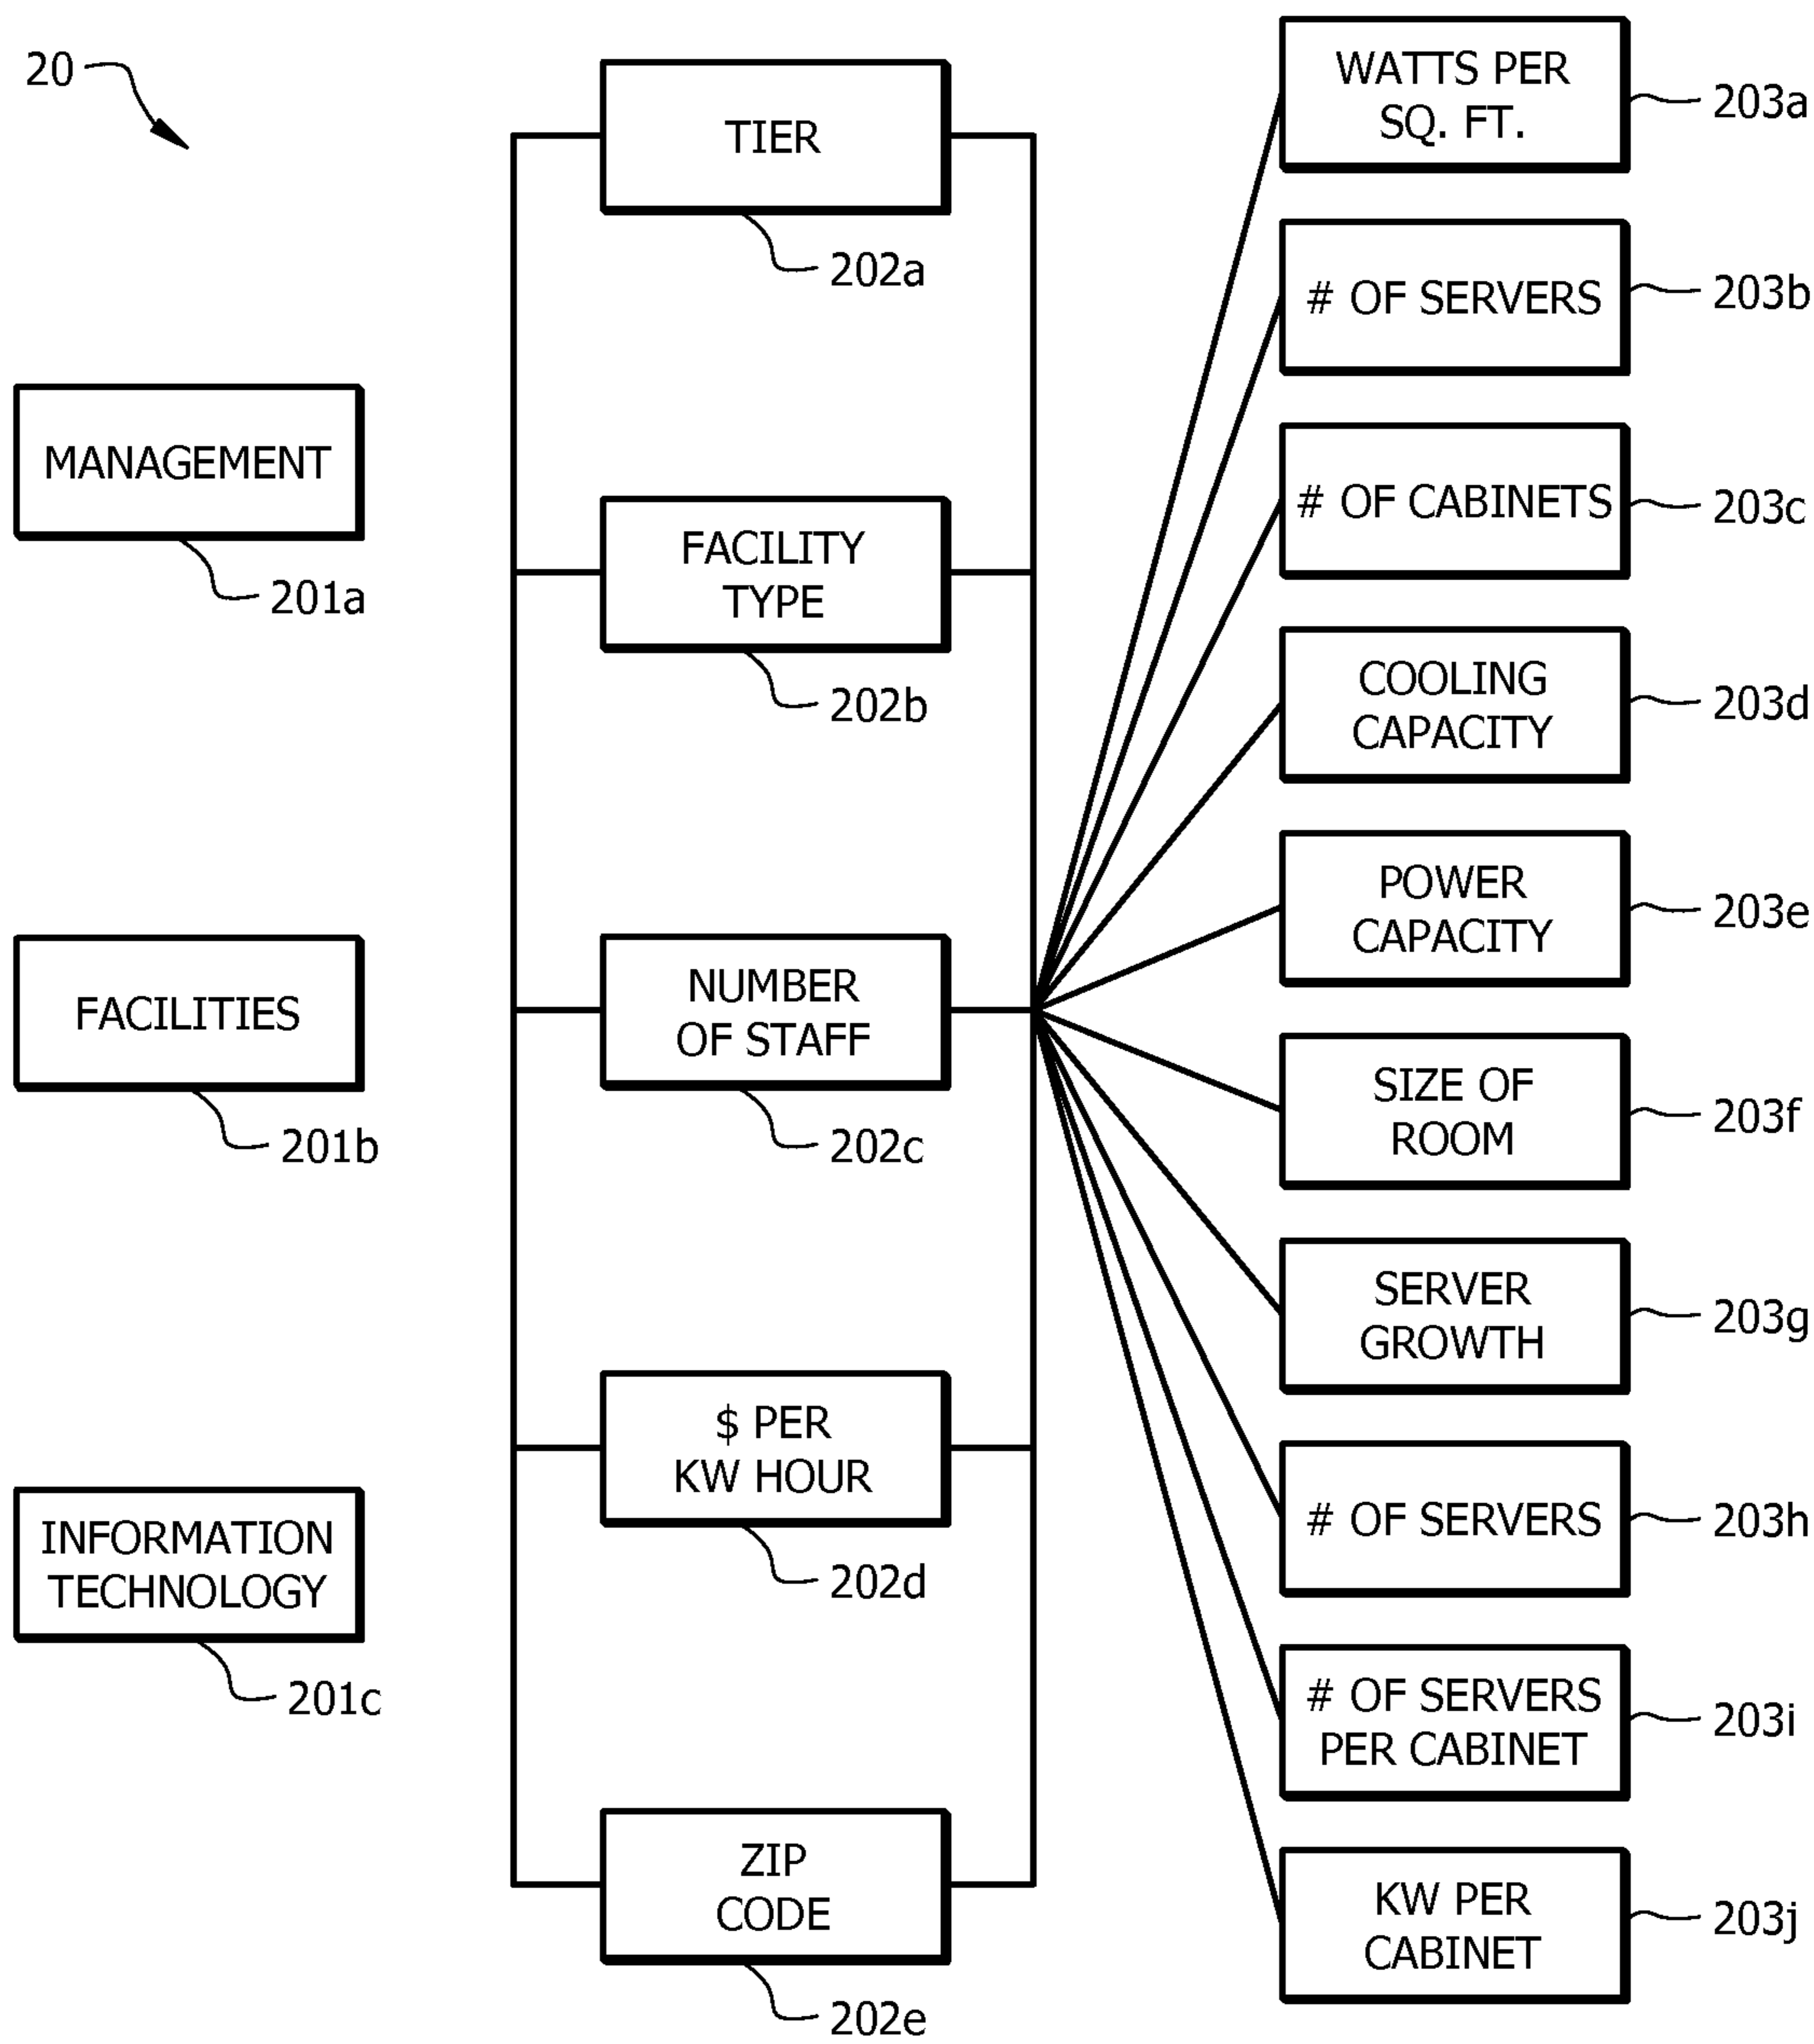 20
MANAGEMENT
201a
FACILITIES
201b
INFORMATION
TECHNOLOGY
201c
TIER
202a
FACILITY
TYPE
202b
NUMBER
OF STAFF
202c
$ PER
KW HOUR
202d
ZIP
CODE
202e
WATTS PER
SQ. FT.
203a
# OF SERVERS
203b
# OF CABINETS
203c
COOLING
CAPACITY
203d
POWER
CAPACITY
203e
SIZE OF
ROOM
203f
SERVER
GROWTH
203g
# OF SERVERS
203h
# OF SERVERS
PER CABINET
203i
KW PER
CABINET
203j